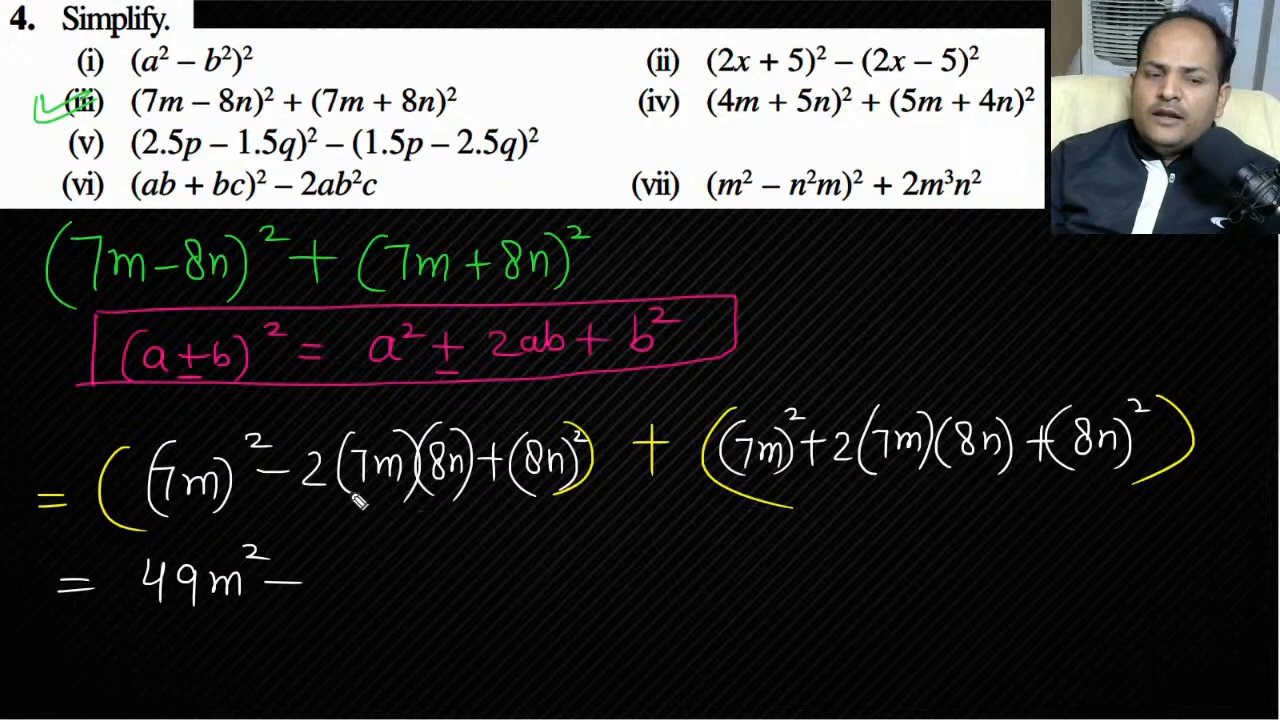 4. Simplify.
(i) (a² – b²)² (ii) (2x + 5)² – (2x – 5)²
(iii) (7m – 8n)² + (7m + 8n)² (iv) (4m + 5n)² + (5m + 4n)²
(v) (2.5p – 1.5q)² – (1.5p – 2.5q)²
(vi) (ab + bc)² – 2ab²c (vii) (m² – n²m)² + 2m³n²
(7m – 8n)² + (7m + 8n)²
(a ± b)² = a² ± 2ab + b²
= ((7m)² – 2(7m)(8n) + (8n)²) + ((7m)² + 2(7m)(8n) + (8n)²)
= 49m² –